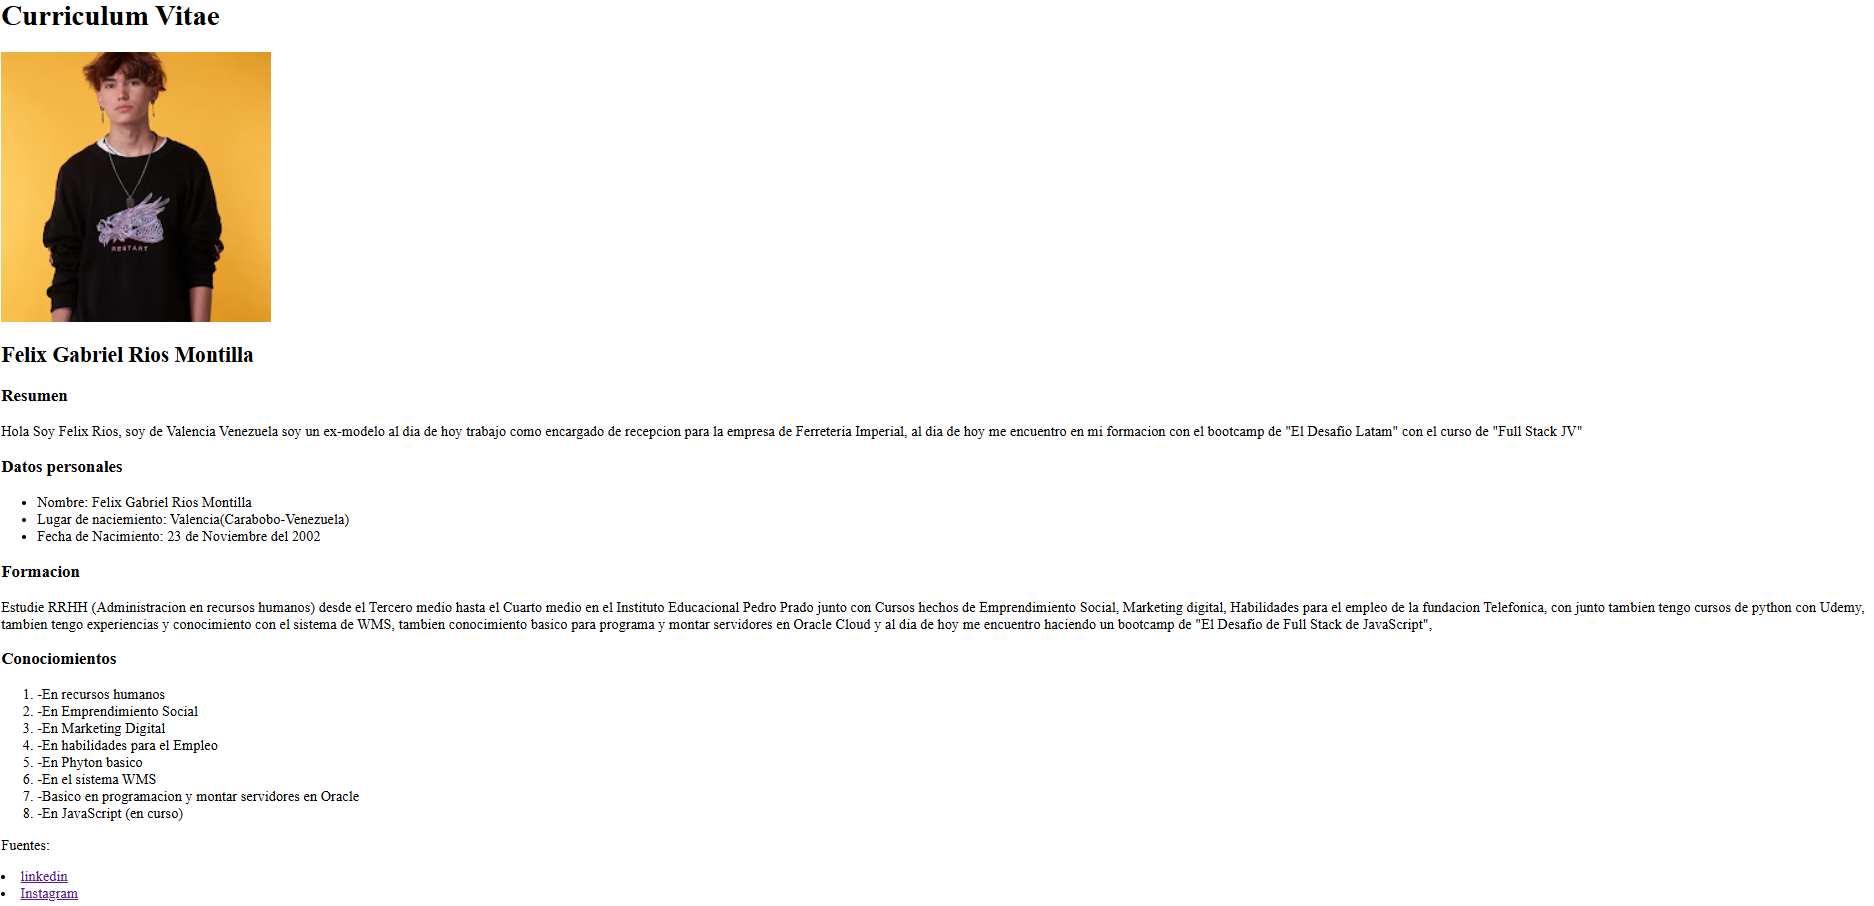 Curriculum Vitae
RESTART
Felix Gabriel Rios Montilla
Resumen
Hola Soy Felix Rios, soy de Valencia Venezuela soy un ex-modelo al dia de hoy trabajo como encargado de recepcion para la empresa de Ferreteria Imperial, al dia de hoy me encuentro en mi formacion con el bootcamp de "El Desafio Latam" con el curso de "Full Stack JV"
Datos personales
• Nombre: Felix Gabriel Rios Montilla
• Lugar de naciemiento: Valencia(Carabobo-Venezuela)
• Fecha de Nacimiento: 23 de Noviembre del 2002
Formacion
Estudie RRHH (Administracion en recursos humanos) desde el Tercero medio hasta el Cuarto medio en el Instituto Educacional Pedro Prado junto con Cursos hechos de Emprendimiento Social, Marketing digital, Habilidades para el empleo de la fundacion Telefonica, con junto tambien tengo cursos de python con Udemy,
tambien tengo experiencias y conocimiento con el sistema de WMS, tambien conocimiento basico para programa y montar servidores en Oracle Cloud y al dia de hoy me encuentro haciendo un bootcamp de "El Desafio de Full Stack de JavaScript",
Conociomientos
1. -En recursos humanos
2. -En Emprendimiento Social
3. -En Marketing Digital
4. -En habilidades para el Empleo
5. -En Phyton basico
6. -En el sistema WMS
7. -Basico en programacion y montar servidores en Oracle
8. -En JavaScript (en curso)
Fuentes:
• linkedin
• Instagram